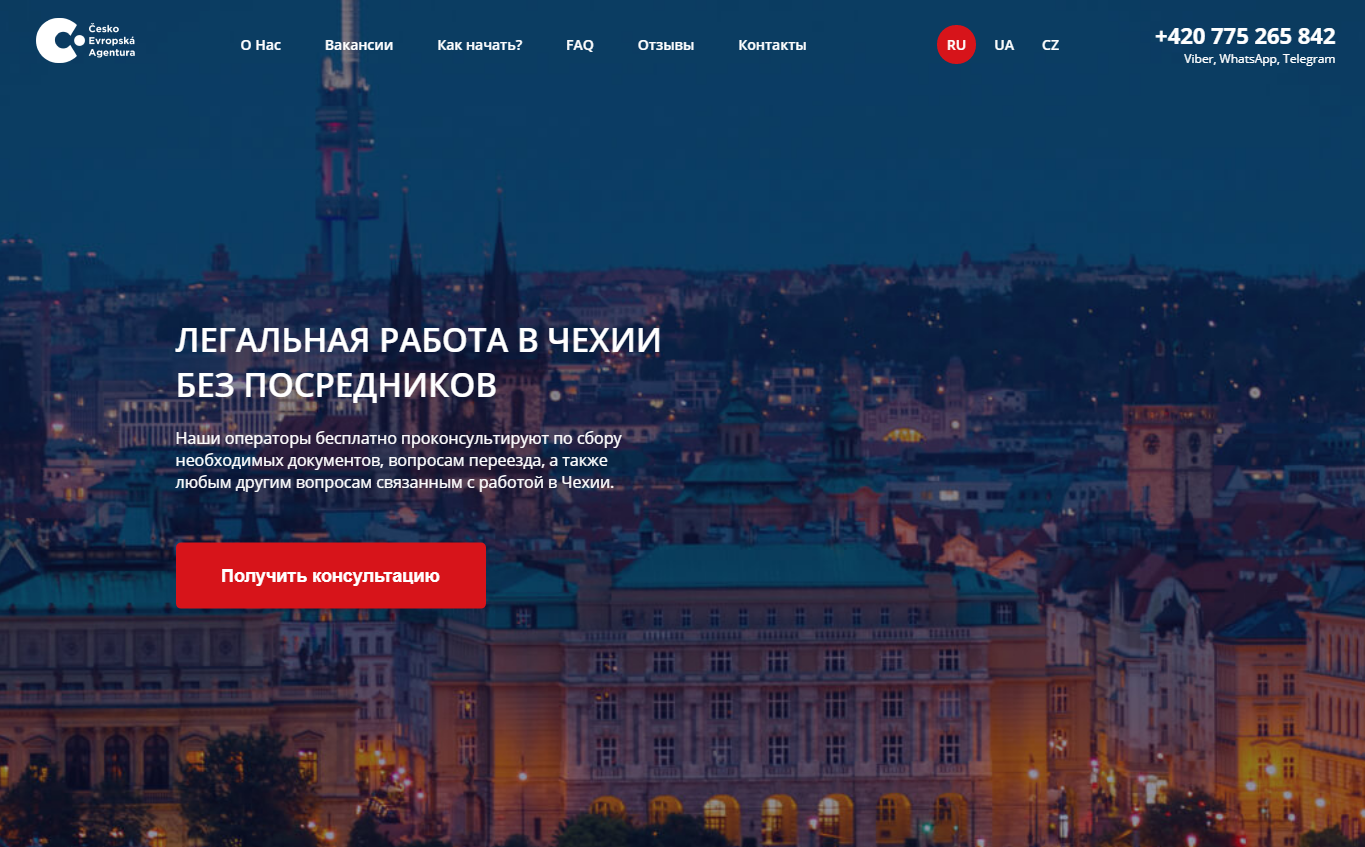 Česko
Evropská
Agentura
О Нас
Вакансии
Как начать?
FAQ
Отзывы
Контакты
RU
UA
CZ
+420 775 265 842
Viber, WhatsApp, Telegram
ЛЕГАЛЬНАЯ РАБОТА В ЧЕХИИ
БЕЗ ПОСРЕДНИКОВ
Наши операторы бесплатно проконсультируют по сбору
необходимых документов, вопросам переезда, а также
любым другим вопросам связанным с работой в Чехии.
Получить консультацию